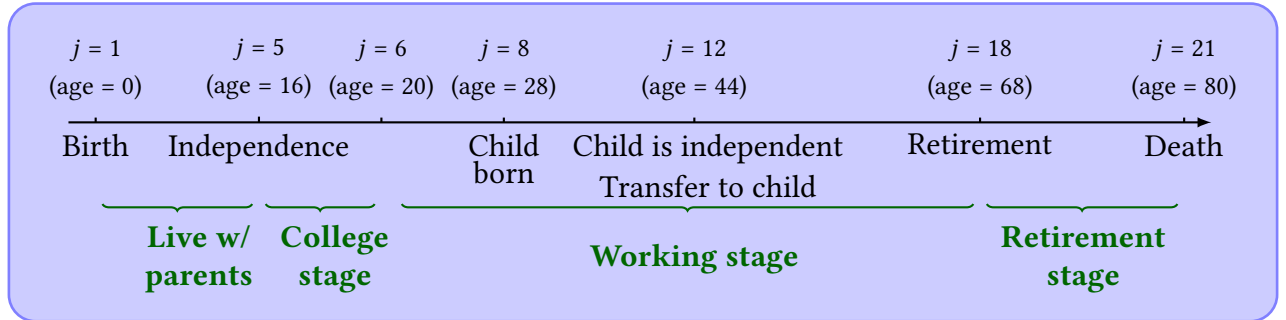 j = 1 j = 5 j = 6 j = 8 j = 12 j = 18 j = 21
(age = 0) (age = 16) (age = 20) (age = 28) (age = 44) (age = 68) (age = 80)
Birth Independence Child Child is independent Retirement Death
born Transfer to child
Live w/ College Working stage Retirement
parents stage stage